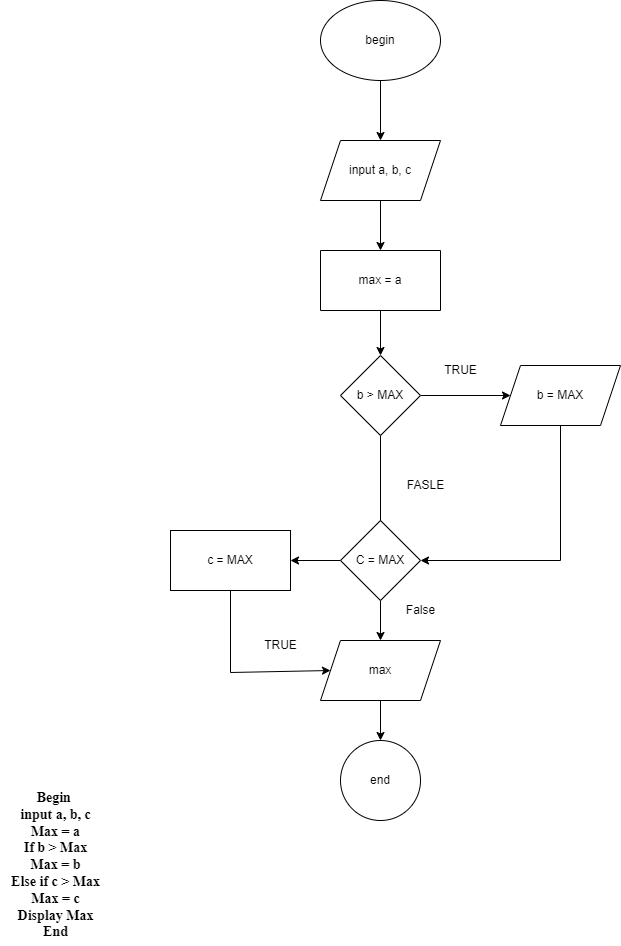 begin
input a, b, c
max = a
b > MAX
TRUE
b = MAX
FASLE
c = MAX
C = MAX
False
TRUE
max
end
Begin
input a, b, c
Max = a
If b > Max
Max = b
Else if c > Max
Max = c
Display Max
End